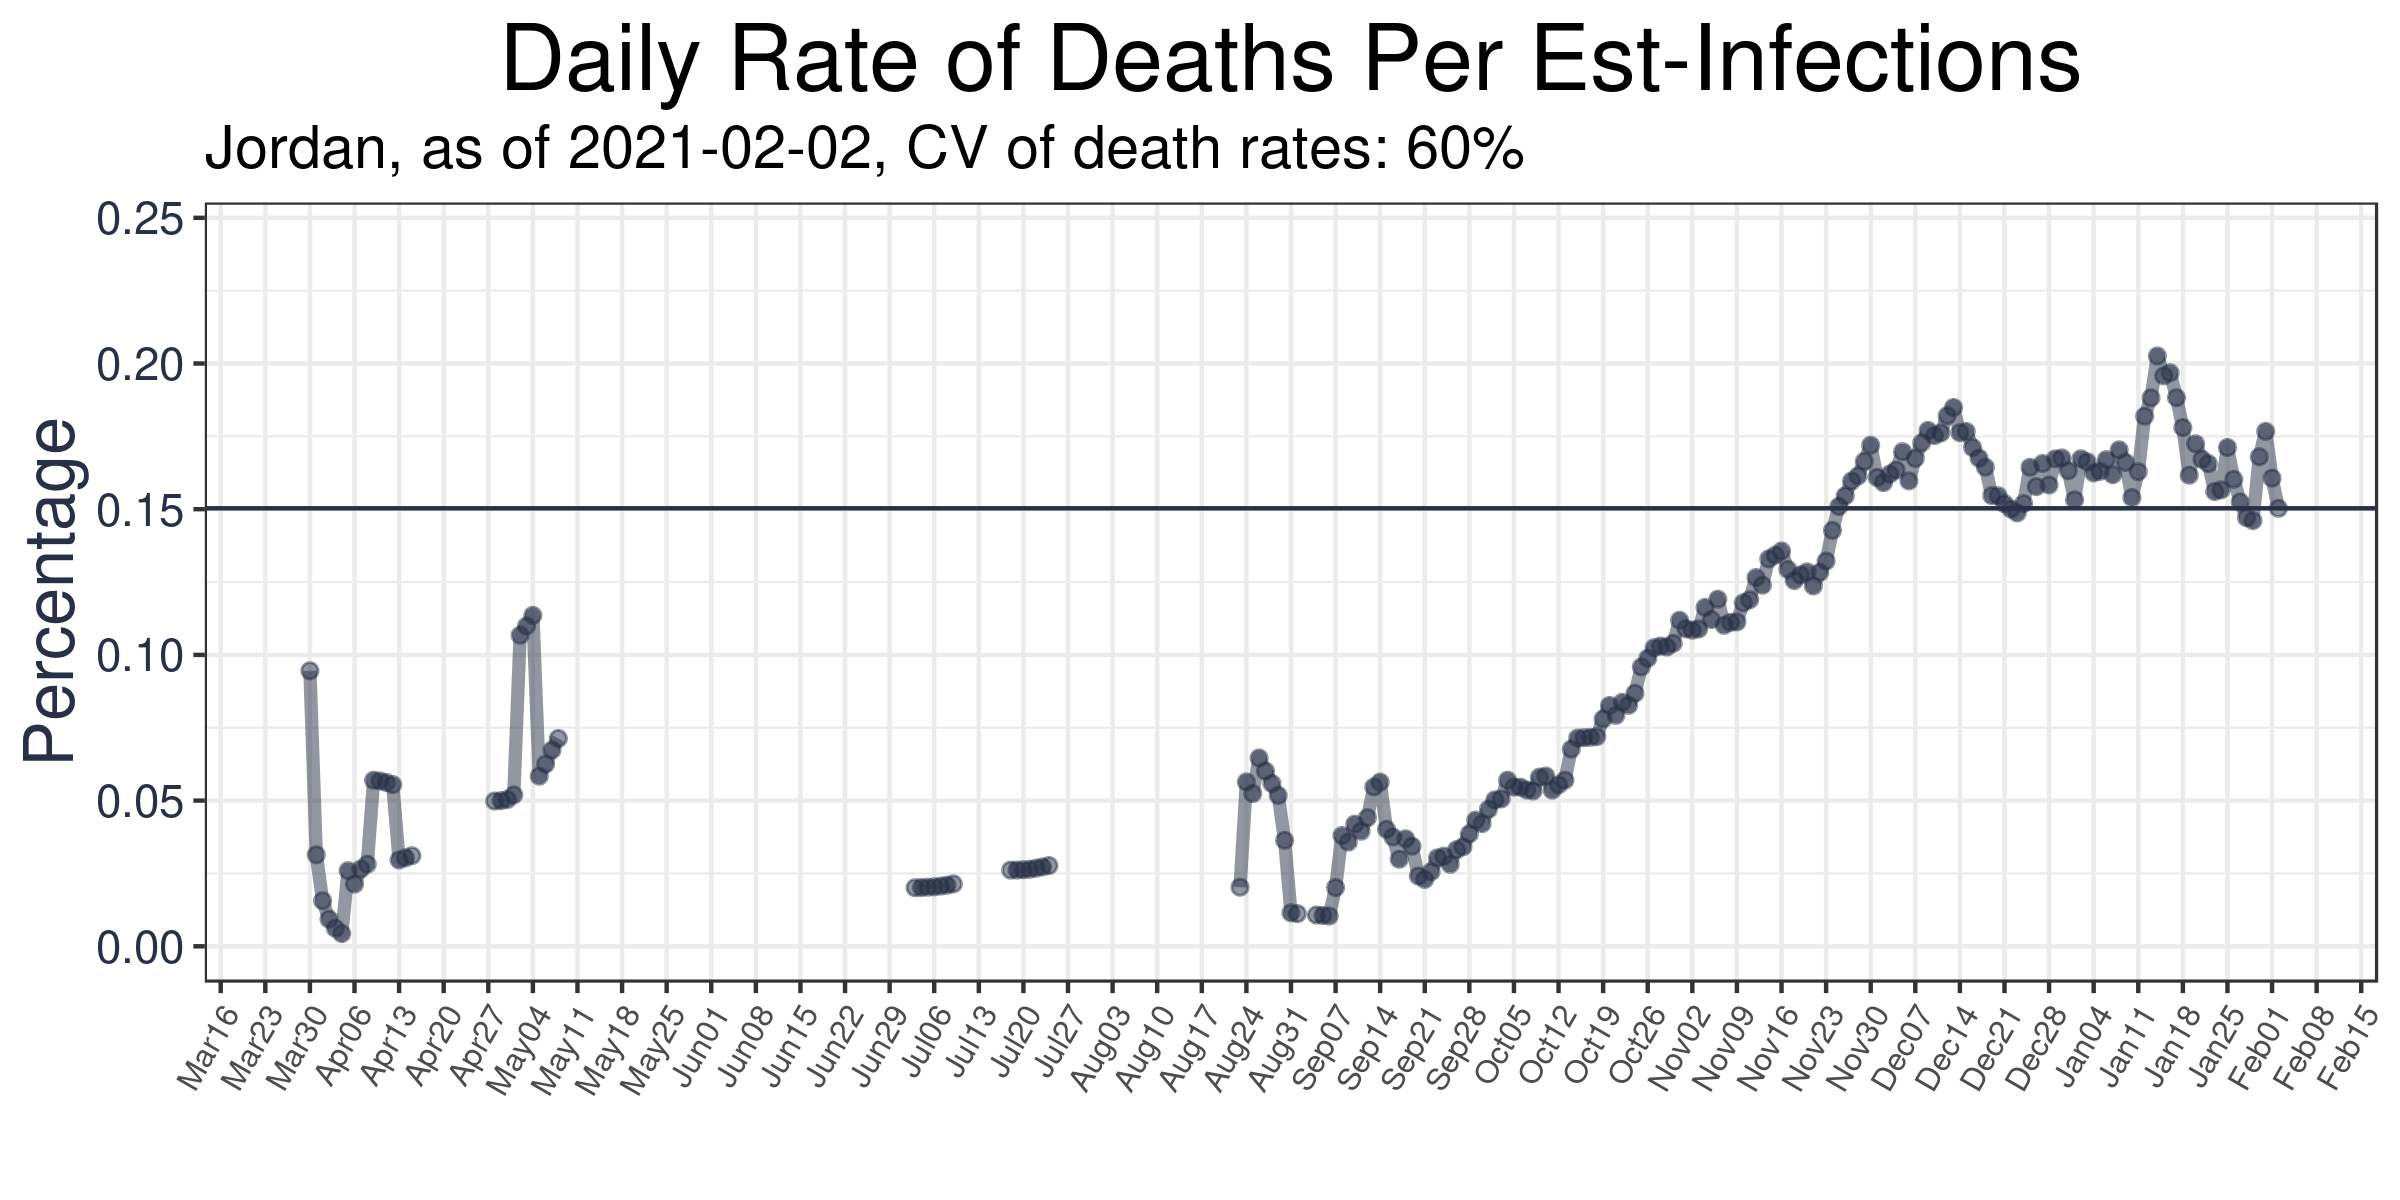 Daily Rate of Deaths Per Est-Infections
Jordan, as of 2021-02-02, CV of death rates: 60%
Percentage
0.25
0.20
0.15
0.10
0.05
0.00
Mar16
Mar23
Mar30
Apr06
Apr13
Apr20
Apr27
May04
May11
May18
May25
Jun01
Jun08
Jun15
Jun22
Jun29
Jul06
Jul13
Jul20
Jul27
Aug03
Aug10
Aug17
Aug24
Aug31
Sep07
Sep14
Sep21
Sep28
Oct05
Oct12
Oct19
Oct26
Nov02
Nov09
Nov16
Nov23
Nov30
Dec07
Dec14
Dec21
Dec28
Jan04
Jan11
Jan18
Jan25
Feb01
Feb08
Feb15